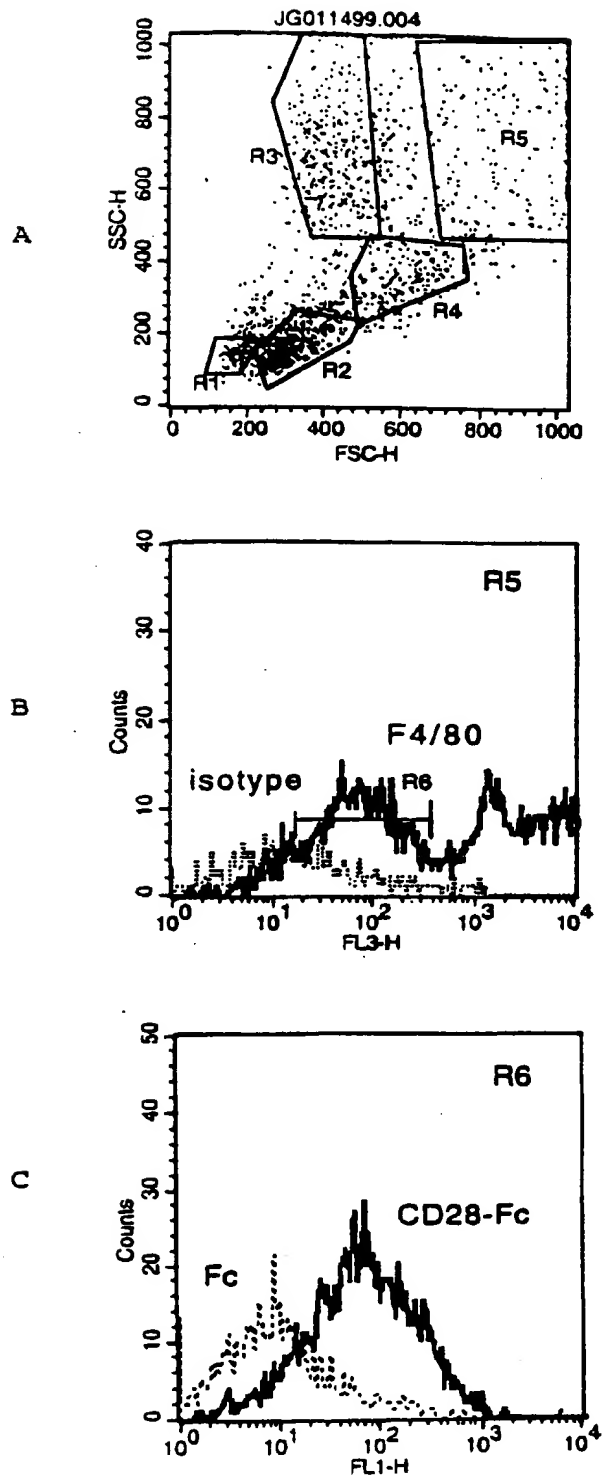 JG011499.004
A
SSC-H
1000
800
600
400
200
0
R3
R5
R4
R1
R2
0 200 400 600 800 1000
FSC-H
B
Counts
40
30
20
10
0
R5
F4/80
isotype
R6
10^0 10^1 10^2 10^3 10^4
FL3-H
C
Counts
50
40
30
20
10
0
R6
CD28-Fc
Fc
10^0 10^1 10^2 10^3 10^4
FL1-H